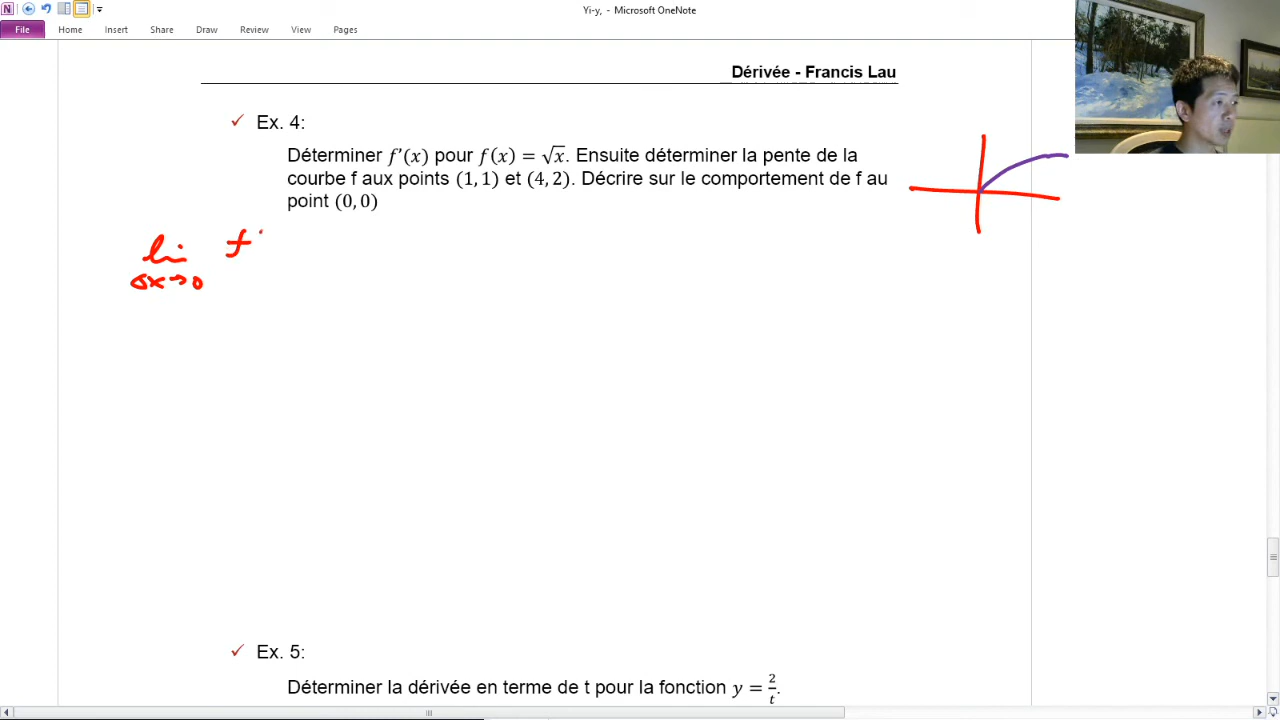 Yi-y, - Microsoft OneNote
File Home Insert Share Draw Review View Pages
Dérivée - Francis Lau
✓ Ex. 4:
Déterminer f'(x) pour f(x) = √x. Ensuite déterminer la pente de la
courbe f aux points (1, 1) et (4, 2). Décrire sur le comportement de f au
point (0, 0)
lim f
Δx→0
✓ Ex. 5:
Déterminer la dérivée en terme de t pour la fonction y = 2/t.